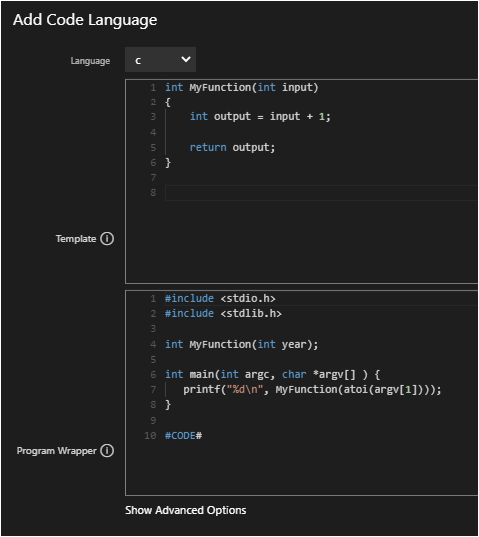 Add Code Language
Language c
1 int MyFunction(int input)
2 {
3     int output = input + 1;
4
5     return output;
6 }
7
8
Template
1 #include <stdio.h>
2 #include <stdlib.h>
3
4 int MyFunction(int year);
5
6 int main(int argc, char *argv[] ) {
7    printf("%d\n", MyFunction(atoi(argv[1])));
8 }
9
10 #CODE#
Program Wrapper
Show Advanced Options